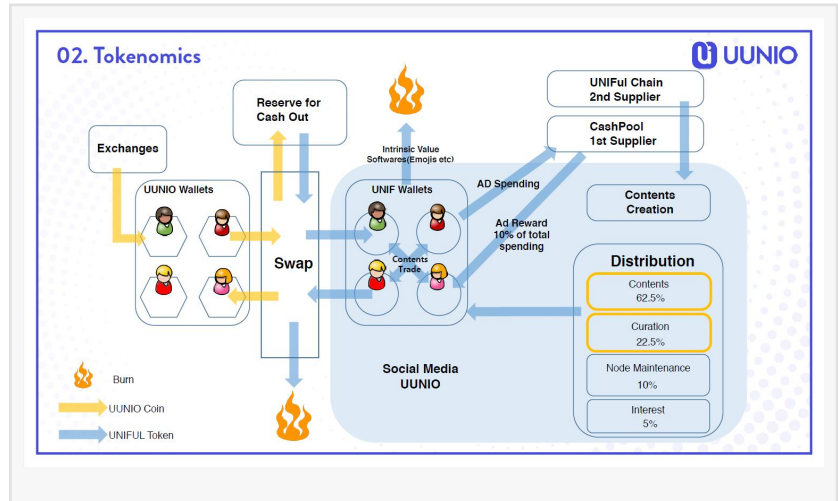 02. Tokenomics
UUNIO
Reserve for
Cash Out
Exchanges
UUNIO Wallets
Swap
Intrinsic Value
Softwares(Emojis etc)
UNIF Wallets
Contents
Trade
AD Spending
Ad Reward
10% of total
spending
UNIFul Chain
2nd Supplier
CashPool
1st Supplier
Contents
Creation
Distribution
Contents
62.5%
Curation
22.5%
Node Maintenance
10%
Interest
5%
Social Media
UUNIO
Burn
UUNIO Coin
UNIFUL Token